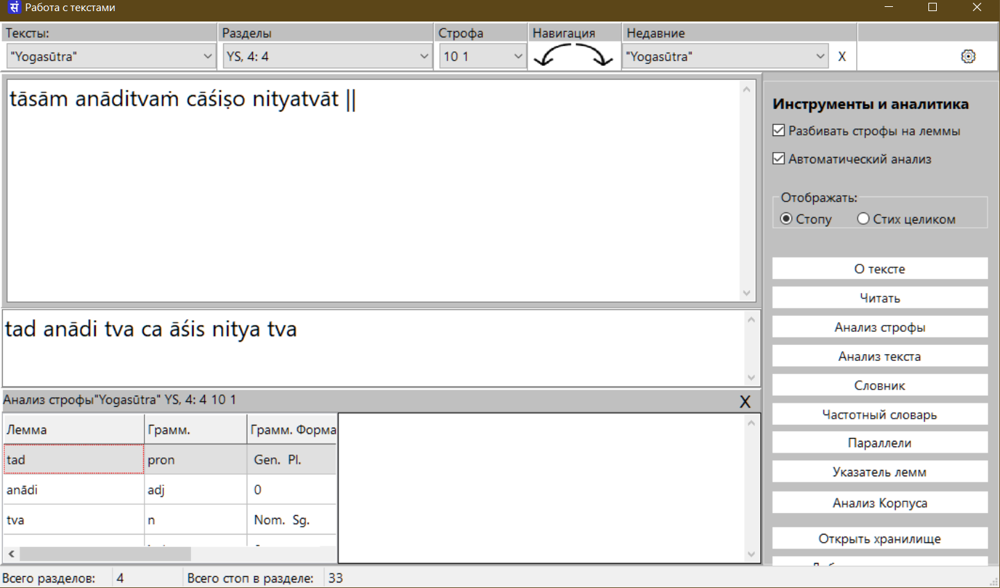 सं Работа с текстами
Тексты: Разделы Строфа Навигация Недавние
"Yogasūtra" YS, 4: 4 10 1 "Yogasūtra" X
tāsām anāditvaṁ cāśiṣo nityatvāt ||
tad anādi tva ca āśis nitya tva
Анализ строфы"Yogasūtra" YS, 4: 4 10 1 X
Лемма Грамм. Грамм. Форма
tad pron Gen. Pl.
anādi adj 0
tva n Nom. Sg.
Инструменты и аналитика
Разбивать строфы на леммы
Автоматический анализ
Отображать:
Стопу Стих целиком
О тексте
Читать
Анализ строфы
Анализ текста
Словник
Частотный словарь
Параллели
Указатель лемм
Анализ Корпуса
Открыть хранилище
Всего разделов: 4 Всего стоп в разделе: 33